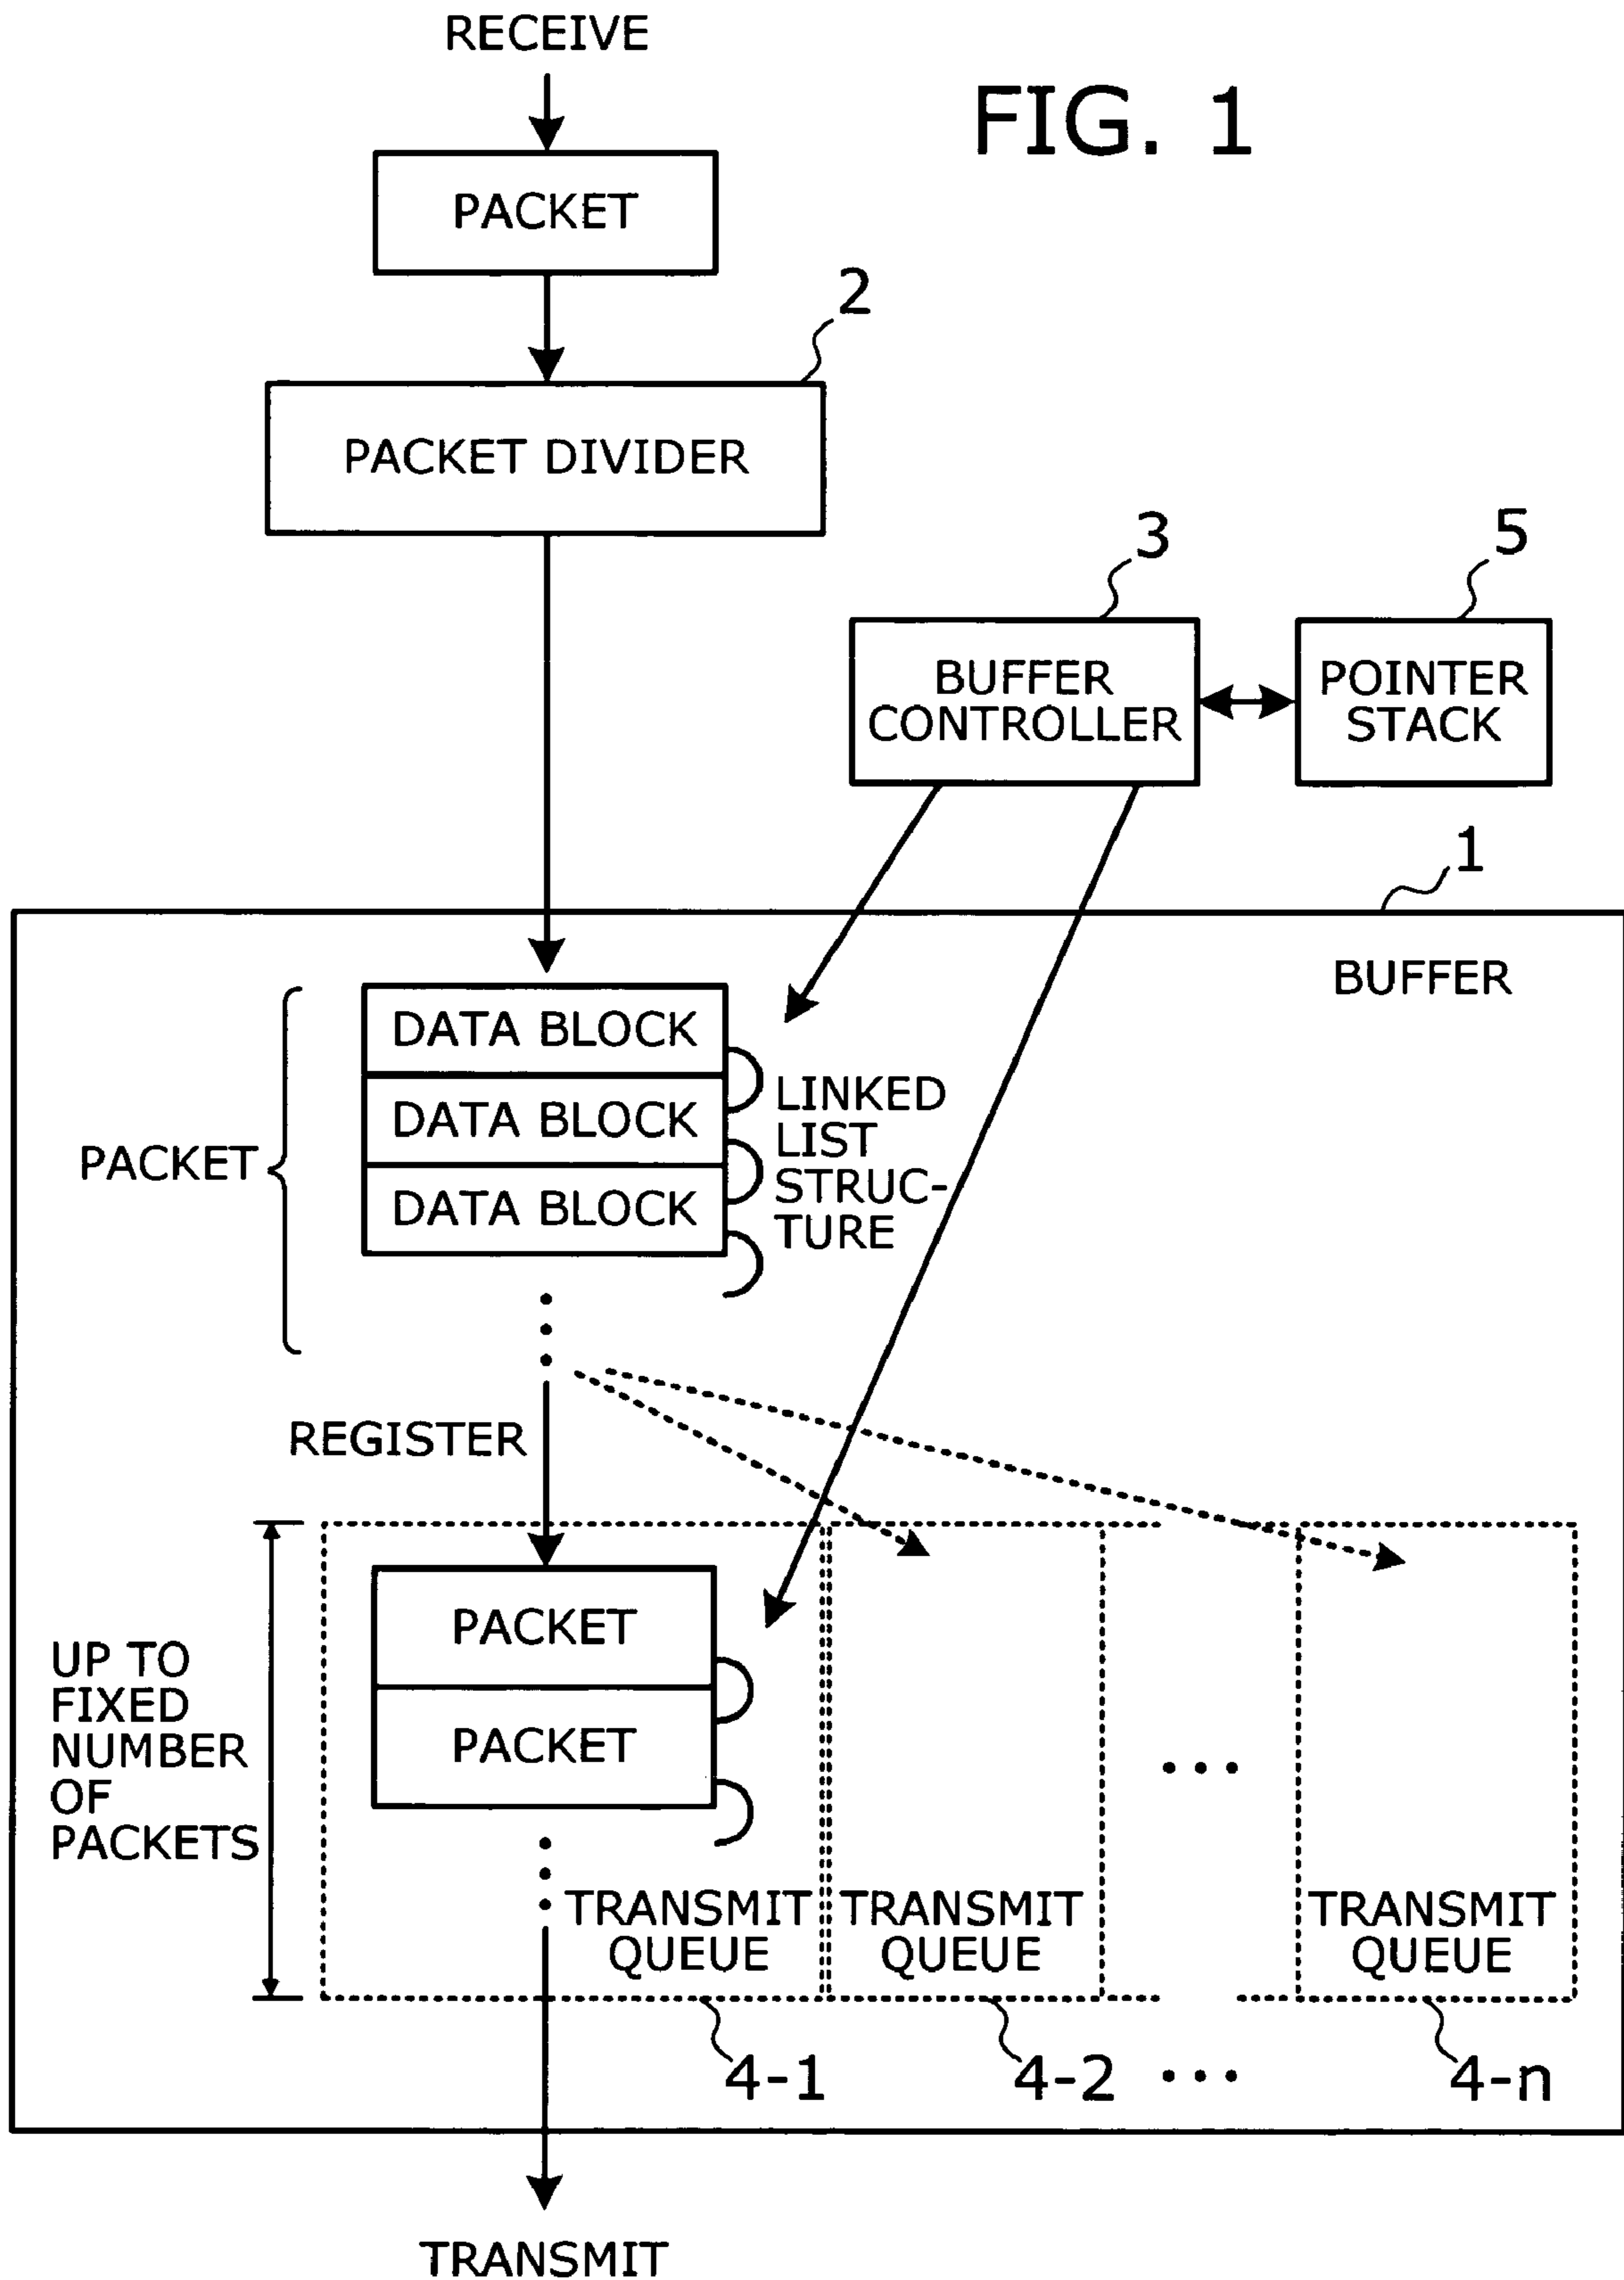 RECEIVE
FIG. 1
PACKET
2
PACKET DIVIDER
3
5
BUFFER
CONTROLLER
POINTER
STACK
1
BUFFER
DATA BLOCK
DATA BLOCK
DATA BLOCK
LINKED
LIST
STRUC-
TURE
PACKET
REGISTER
PACKET
PACKET
UP TO
FIXED
NUMBER
OF
PACKETS
TRANSMIT
QUEUE
TRANSMIT
QUEUE
TRANSMIT
QUEUE
4-1
4-2
4-n
TRANSMIT